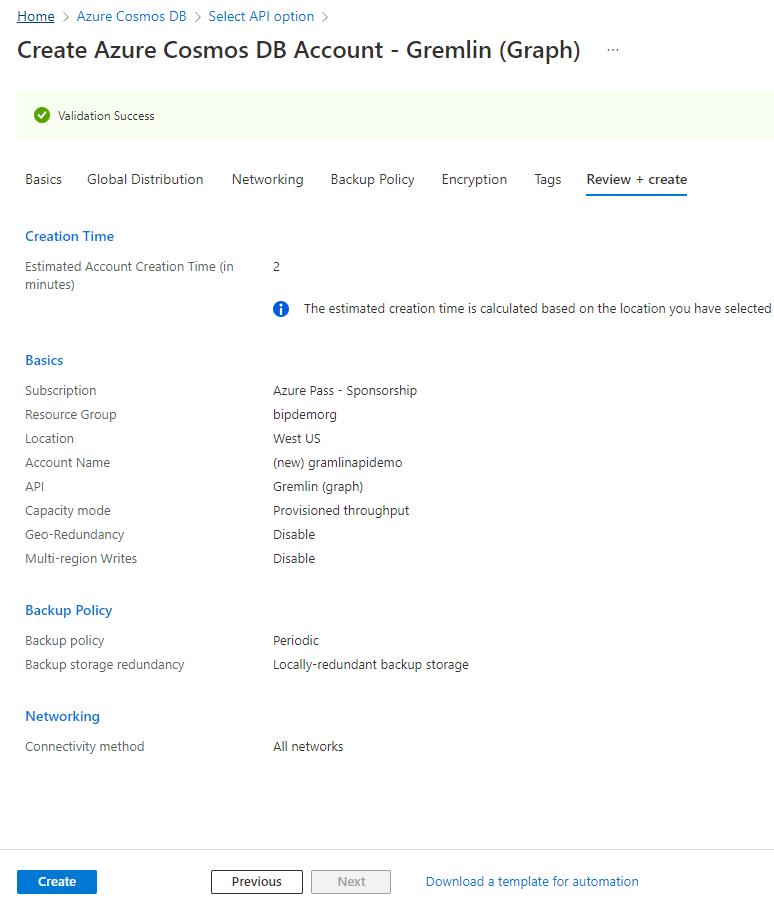 Home > Azure Cosmos DB > Select API option >
Create Azure Cosmos DB Account - Gremlin (Graph) ...
Validation Success
Basics Global Distribution Networking Backup Policy Encryption Tags Review + create
Creation Time
Estimated Account Creation Time (in 2
minutes)
The estimated creation time is calculated based on the location you have selected
Basics
Subscription Azure Pass - Sponsorship
Resource Group bipdemorg
Location West US
Account Name (new) gramlinapidemo
API Gremlin (graph)
Capacity mode Provisioned throughput
Geo-Redundancy Disable
Multi-region Writes Disable
Backup Policy
Backup policy Periodic
Backup storage redundancy Locally-redundant backup storage
Networking
Connectivity method All networks
Create Previous Next Download a template for automation